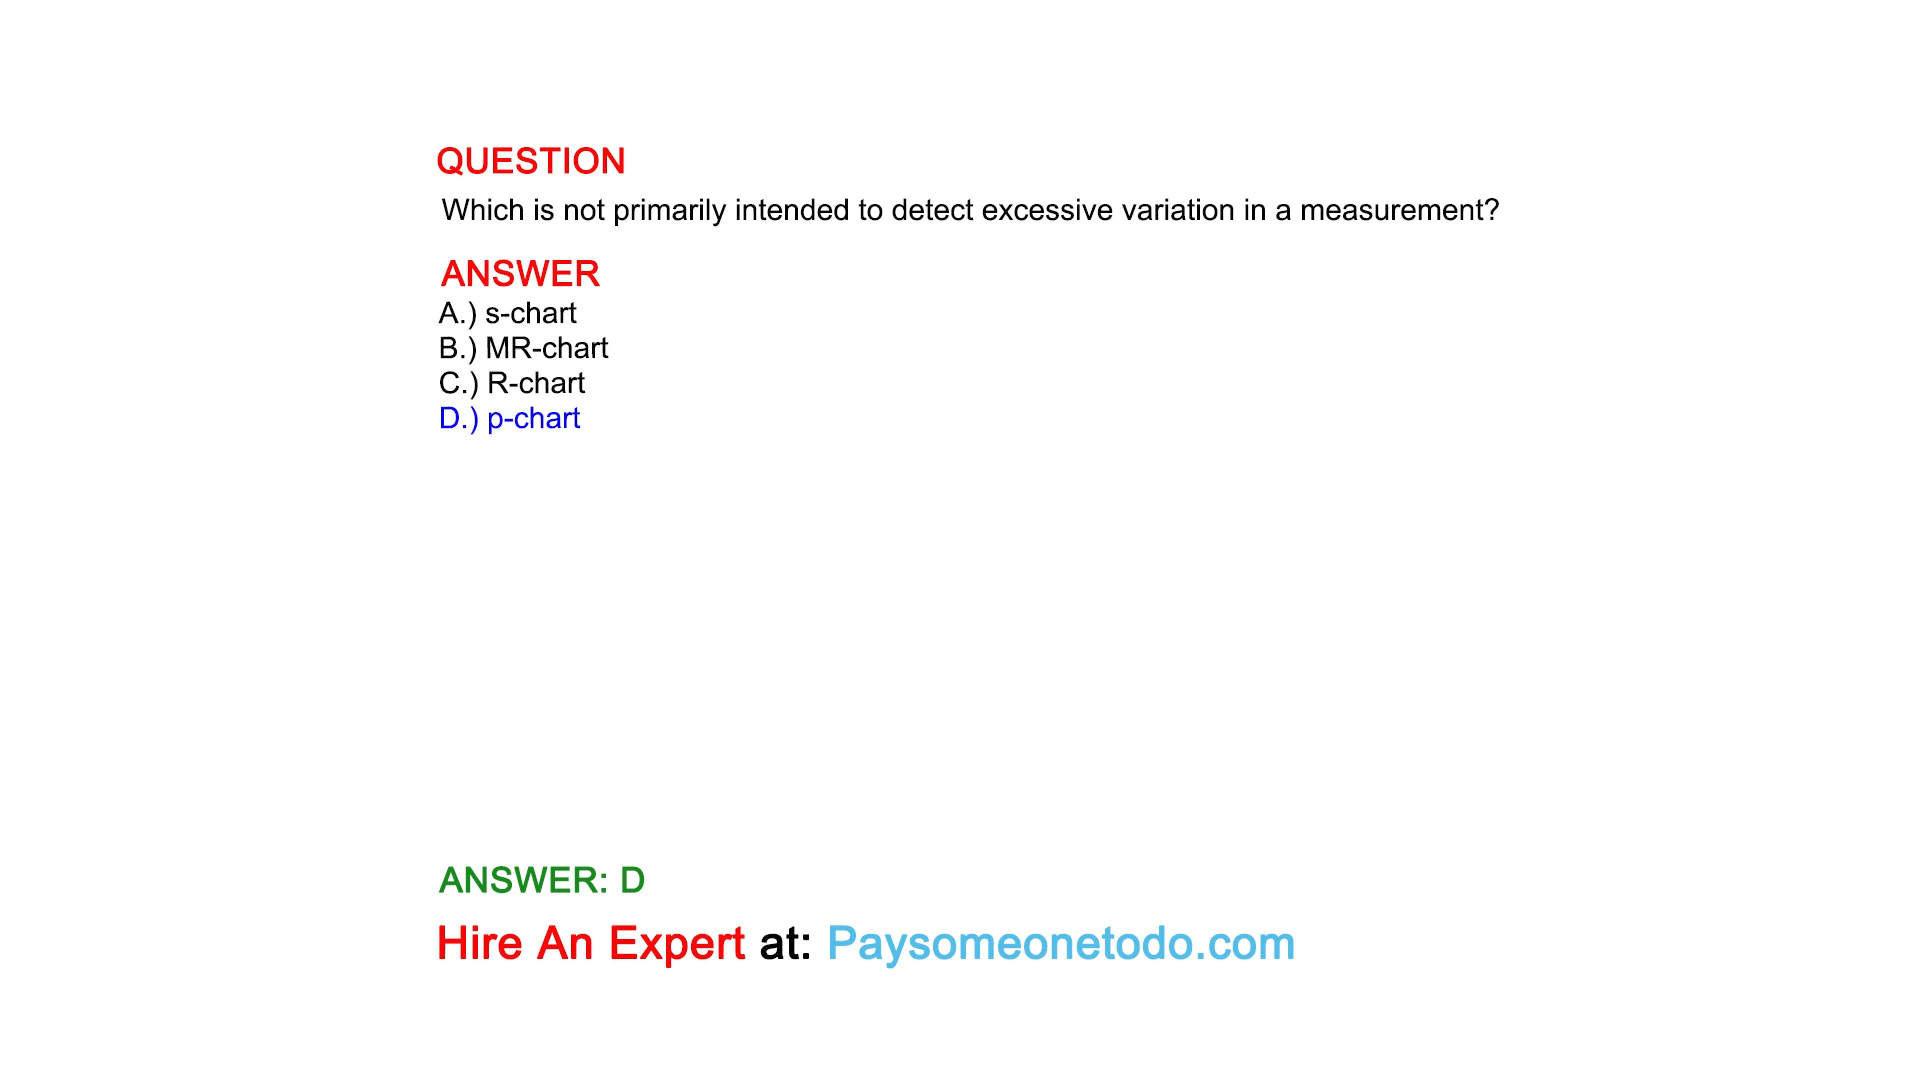 QUESTION
Which is not primarily intended to detect excessive variation in a measurement?
ANSWER
A.) s-chart
B.) MR-chart
C.) R-chart
D.) p-chart
ANSWER: D
Hire An Expert at: Paysomeonetodo.com